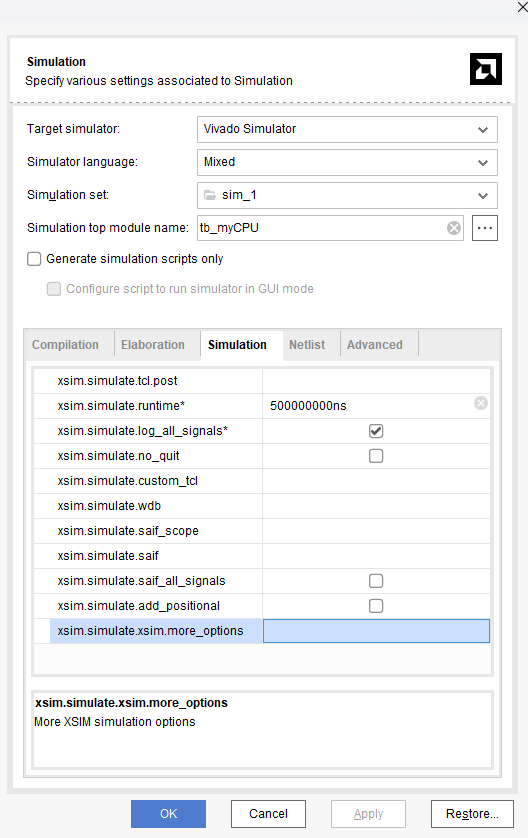 Simulation
Specify various settings associated to Simulation
Target simulator: Vivado Simulator
Simulator language: Mixed
Simulation set: sim_1
Simulation top module name: tb_myCPU ...
Generate simulation scripts only
Configure script to run simulator in GUI mode
Compilation Elaboration Simulation Netlist Advanced
xsim.simulate.tcl.post
xsim.simulate.runtime* 500000000ns
xsim.simulate.log_all_signals*
xsim.simulate.no_quit
xsim.simulate.custom_tcl
xsim.simulate.wdb
xsim.simulate.saif_scope
xsim.simulate.saif
xsim.simulate.saif_all_signals
xsim.simulate.add_positional
xsim.simulate.xsim.more_options
xsim.simulate.xsim.more_options
More XSIM simulation options
OK Cancel Apply Restore...